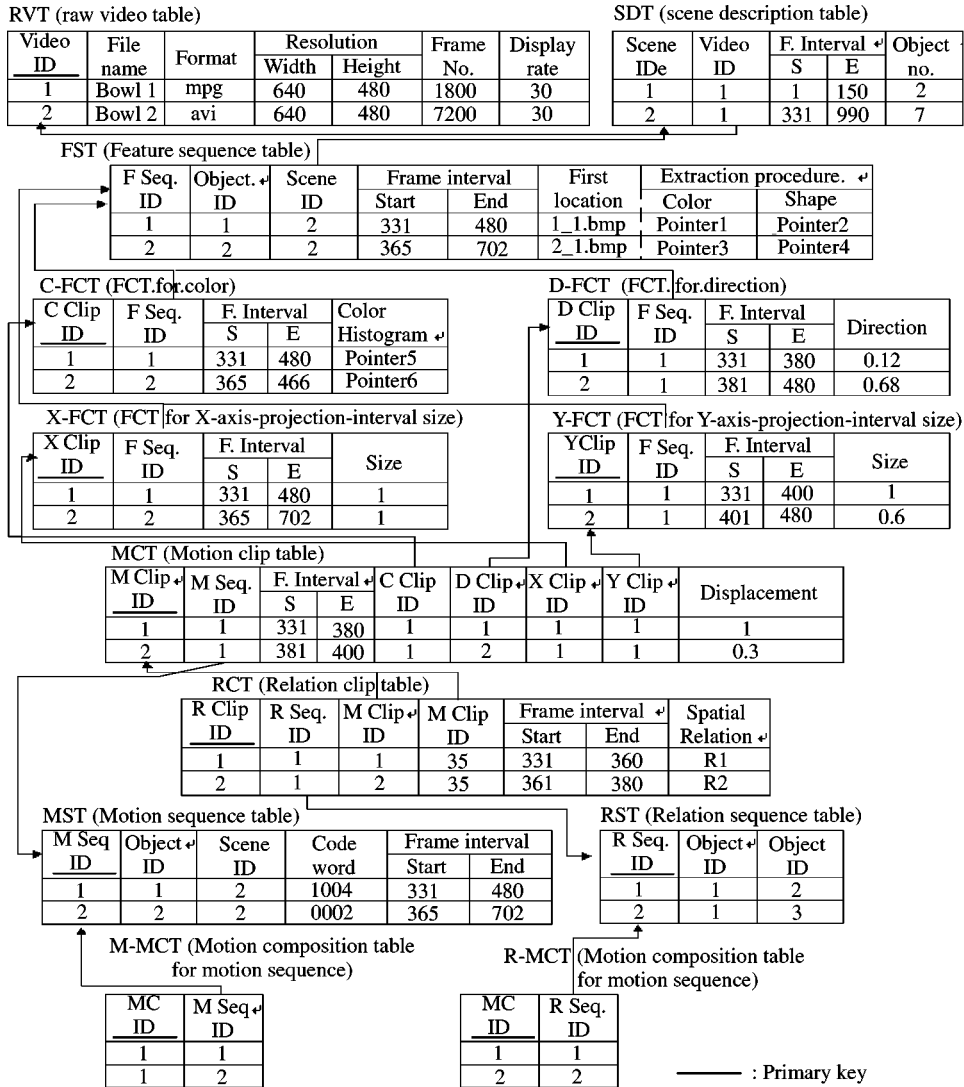 RVT (raw video table)
Video ID | File name | Format | Resolution | Frame No. | Display rate
Width | Height
1 | Bowl 1 | mpg | 640 | 480 | 1800 | 30
2 | Bowl 2 | avi | 640 | 480 | 7200 | 30
SDT (scene description table)
Scene IDe | Video ID | F. Interval ↵ | Object no.
S | E
1 | 1 | 1 | 150 | 2
2 | 1 | 331 | 990 | 7
FST (Feature sequence table)
F Seq. ID | Object. ↵ ID | Scene ID | Frame interval | First location | Extraction procedure. ↵
Start | End | Color | Shape
1 | 1 | 2 | 331 | 480 | 1_1.bmp | Pointer1 | Pointer2
2 | 2 | 2 | 365 | 702 | 2_1.bmp | Pointer3 | Pointer4
C-FCT (FCT.for.color)
C Clip ID | F Seq. ID | F. Interval | Color Histogram ↵
S | E
1 | 1 | 331 | 480 | Pointer5
2 | 2 | 365 | 466 | Pointer6
D-FCT (FCT. for.direction)
D Clip ID | F Seq. ID | F. Interval | Direction
S | E
1 | 1 | 331 | 380 | 0.12
2 | 1 | 381 | 480 | 0.68
X-FCT (FCT for X-axis-projection-interval size)
X Clip ID | F Seq. ID | F. Interval | Size
S | E
1 | 1 | 331 | 480 | 1
2 | 2 | 365 | 702 | 1
Y-FCT (FCT for Y-axis-projection-interval size)
YClip ID | F Seq. ID | F. Interval | Size
S | E
1 | 1 | 331 | 400 | 1
2 | 1 | 401 | 480 | 0.6
MCT (Motion clip table)
M Clip ↵ ID | M Seq. ID | F. Interval ↵ | C Clip ID | D Clip ↵ ID | X Clip ↵ ID | Y Clip ↵ ID | Displacement
S | E
1 | 1 | 331 | 380 | 1 | 1 | 1 | 1 | 1
2 | 1 | 381 | 400 | 1 | 2 | 1 | 1 | 0.3
RCT (Relation clip table)
R Clip ID | R Seq. ID | M Clip ↵ ID | M Clip ID | Frame interval ↵ | Spatial Relation ↵
Start | End
1 | 1 | 1 | 35 | 331 | 360 | R1
2 | 1 | 2 | 35 | 361 | 380 | R2
MST (Motion sequence table)
M Seq ID | Object ↵ ID | Scene ID | Code word | Frame interval
Start | End
1 | 1 | 2 | 1004 | 331 | 480
2 | 2 | 2 | 0002 | 365 | 702
RST (Relation sequence table)
R Seq. ID | Object ↵ ID | Object ID
1 | 1 | 2
2 | 1 | 3
M-MCT (Motion composition table
for motion sequence)
MC ID | M Seq ↵ ID
1 | 1
1 | 2
R-MCT (Motion composition table
for motion sequence)
MC ID | R Seq. ID
1 | 1
2 | 2
: Primary key